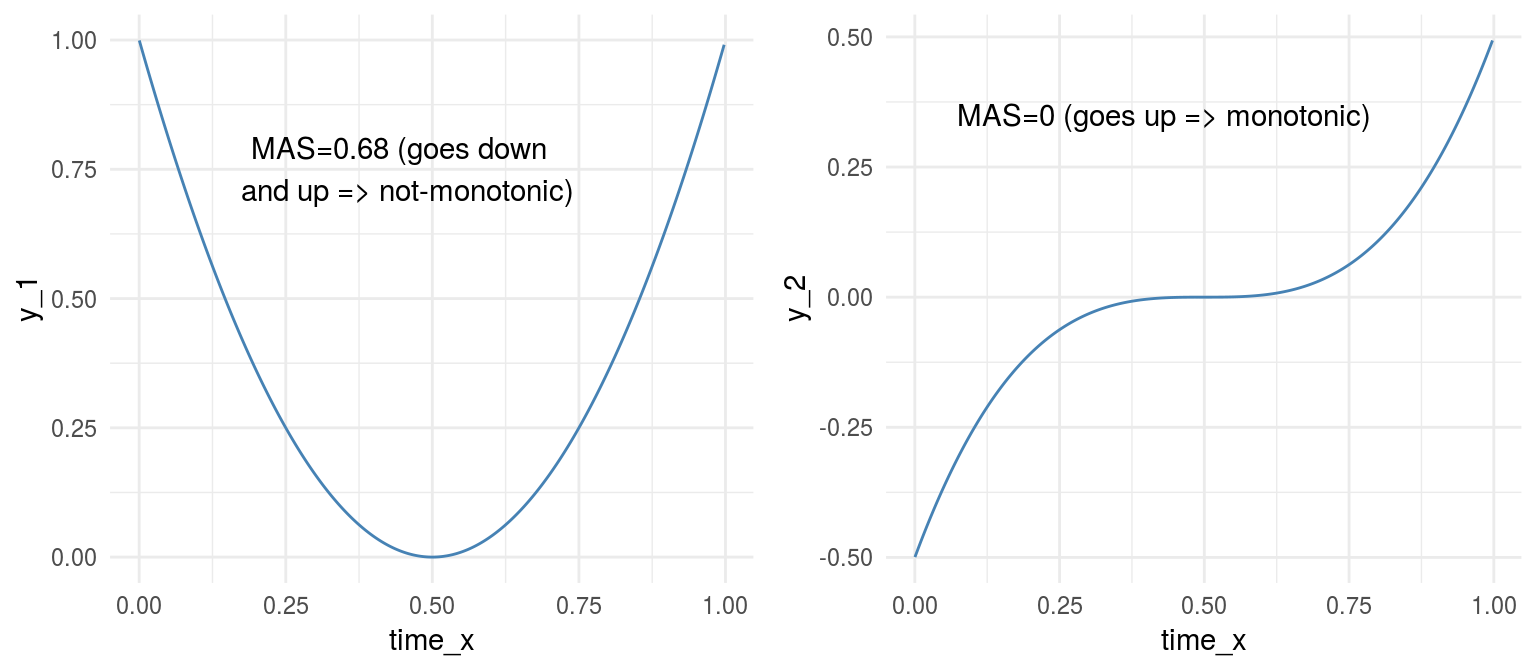 1.00
0.75
0.50
0.25
0.00
y_1
MAS=0.68 (goes down
and up => not-monotonic)
0.00 0.25 0.50 0.75 1.00
time_x
0.50
0.25
0.00
-0.25
-0.50
y_2
MAS=0 (goes up => monotonic)
0.00 0.25 0.50 0.75 1.00
time_x